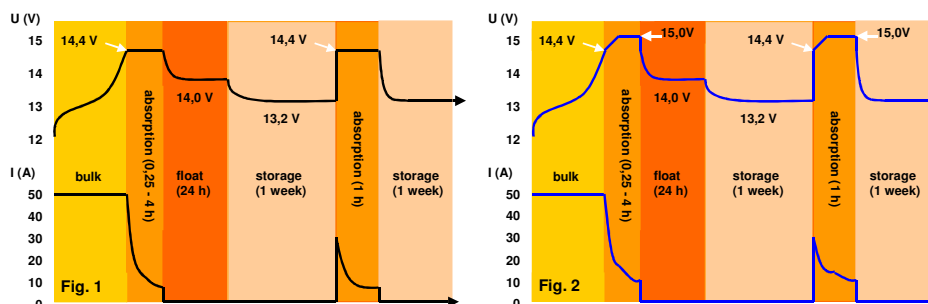 U (V)
15
14
13
12
14,4 V
14,0 V
13,2 V
14,4 V
absorption (0,25 - 4 h)
absorption (1 h)
I (A)
50
40
30
20
10
0
bulk
float
(24 h)
storage
(1 week)
storage
(1 week)
Fig. 1
U (V)
15
14
13
12
14,4 V
15,0V
14,0 V
13,2 V
14,4 V
15,0V
absorption (0,25 - 4 h)
absorption (1 h)
I (A)
50
40
30
20
10
0
bulk
float
(24 h)
storage
(1 week)
storage
(1 week)
Fig. 2